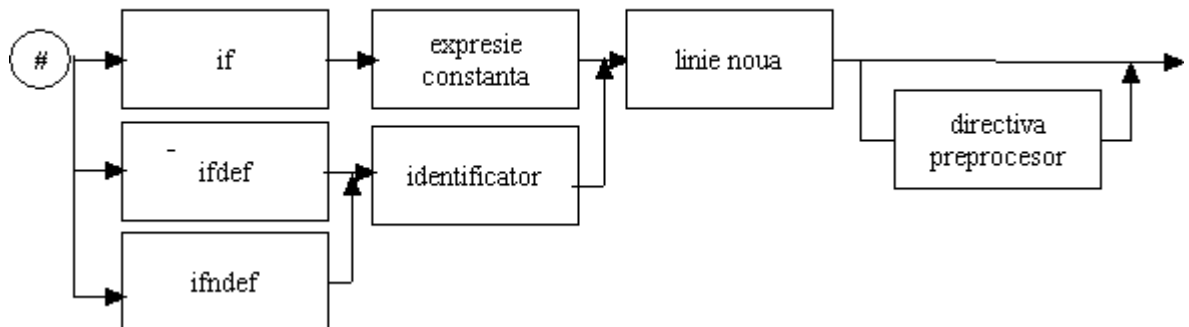 #
if
expresie
constanta
linie noua
directiva
preprocesor
ifdef
identificator
ifndef